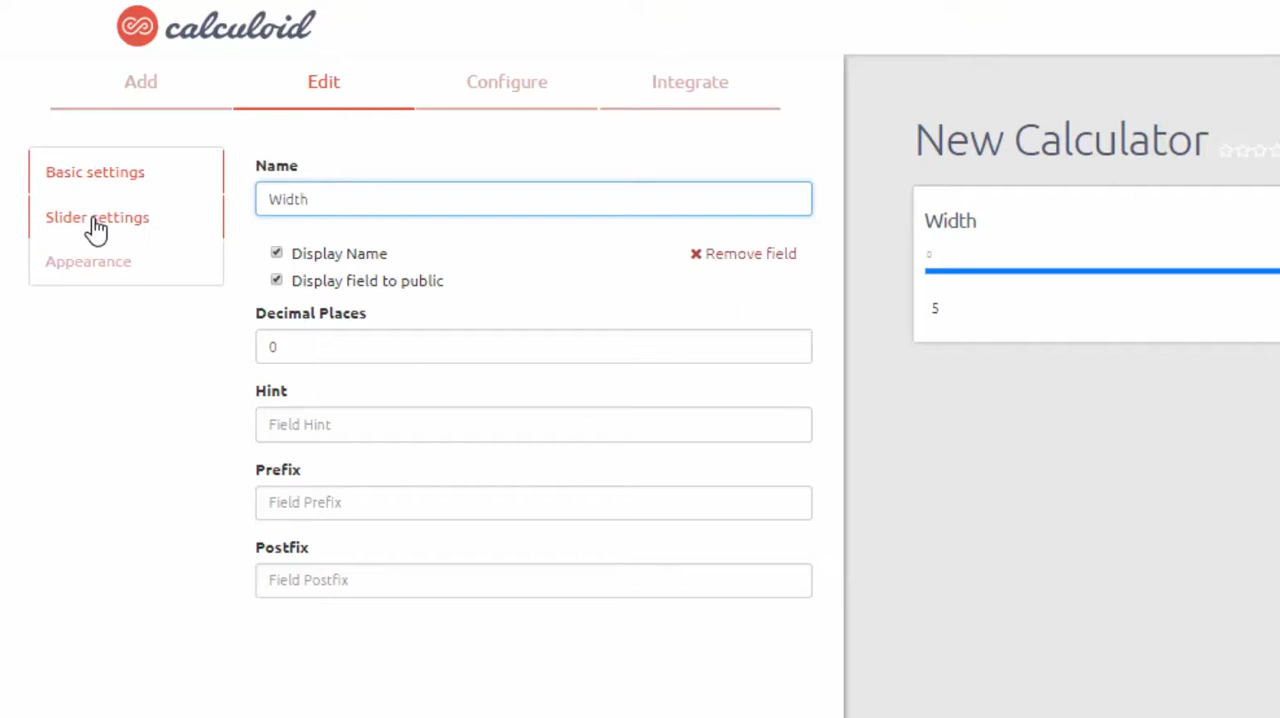 calculoid
Add Edit Configure Integrate
Basic settings
Slider settings
Appearance
Name
Width
Display Name
Remove field
Display field to public
Decimal Places
0
Hint
Field Hint
Prefix
Field Prefix
Postfix
Field Postfix
New Calculator
Width
0
5